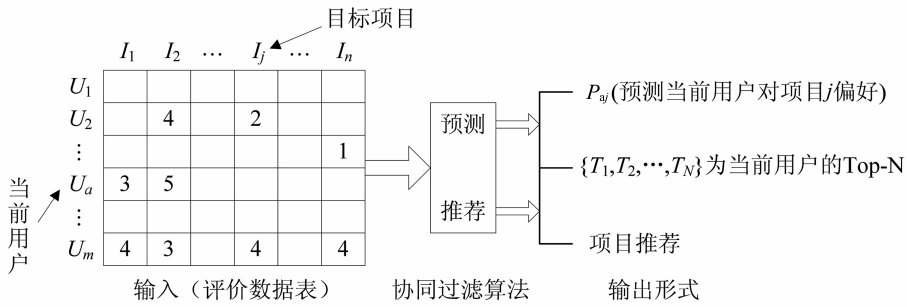 目标项目
I1 I2 … Ij … In
U1
U2 4 2
⋮ 1
Ua 3 5
⋮
Um 4 3 4 4
当前用户
输入（评价数据表）
预测
推荐
协同过滤算法
Paj(预测当前用户对项目j偏好)
{T1,T2,…,TN}为当前用户的Top-N
项目推荐
输出形式